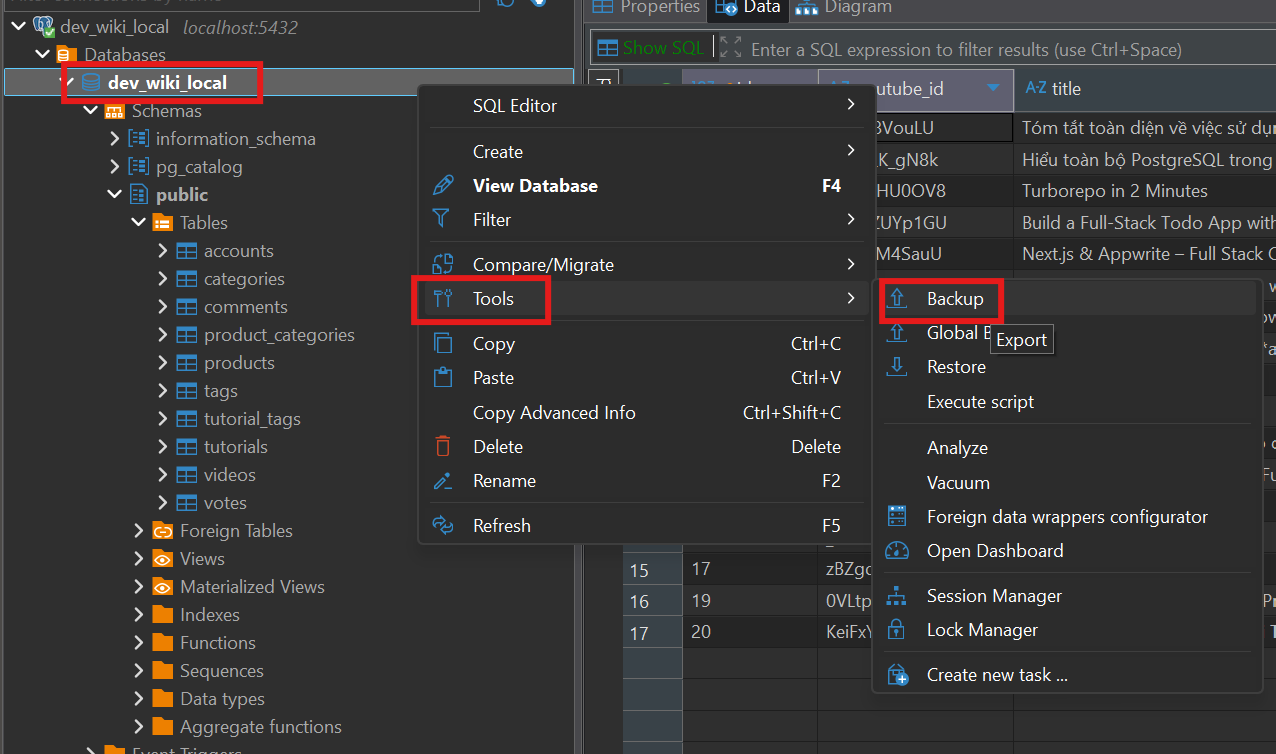 dev_wiki_local localhost:5432
Databases
dev_wiki_local
Schemas
information_schema
pg_catalog
public
Tables
accounts
categories
comments
product_categories
products
tags
tutorial_tags
tutorials
videos
votes
Foreign Tables
Views
Materialized Views
Indexes
Functions
Sequences
Data types
Aggregate functions
Event Triggers
SQL Editor
Create
View Database F4
Filter
Compare/Migrate
Tools
Copy Ctrl+C
Paste Ctrl+V
Copy Advanced Info Ctrl+Shift+C
Delete Delete
Rename F2
Refresh F5
Backup
Global B
Export
Restore
Execute script
Analyze
Vacuum
Foreign data wrappers configurator
Open Dashboard
Session Manager
Lock Manager
Create new task ...
Properties Data Diagram
Show SQL Enter a SQL expression to filter results (use Ctrl+Space)
utube_id A-Z title
3VouLU Tóm tắt toàn diện về việc sử dụn
_K_gN8k Hiểu toàn bộ PostgreSQL trong
HU0OV8 Turborepo in 2 Minutes
ZUYp1GU Build a Full-Stack Todo App with
M4SauU Next.js & Appwrite – Full Stack C
15 17 zBZgc
16 19 0VLtp
17 20 KeiFxY